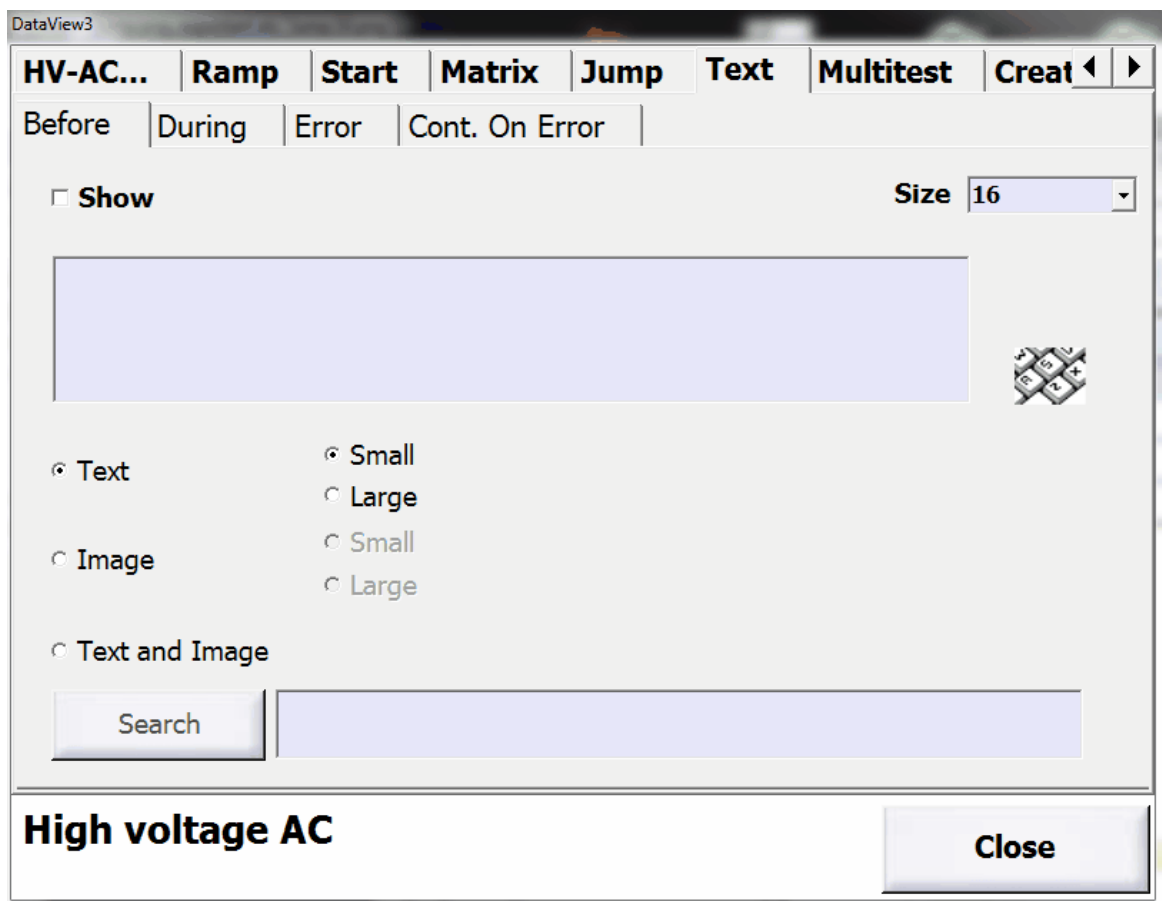 DataView3
HV-AC... Ramp Start Matrix Jump Text Multitest Creat
Before During Error Cont. On Error
Show Size 16
Text
Small
Large
Image
Small
Large
Text and Image
Search
High voltage AC
Close